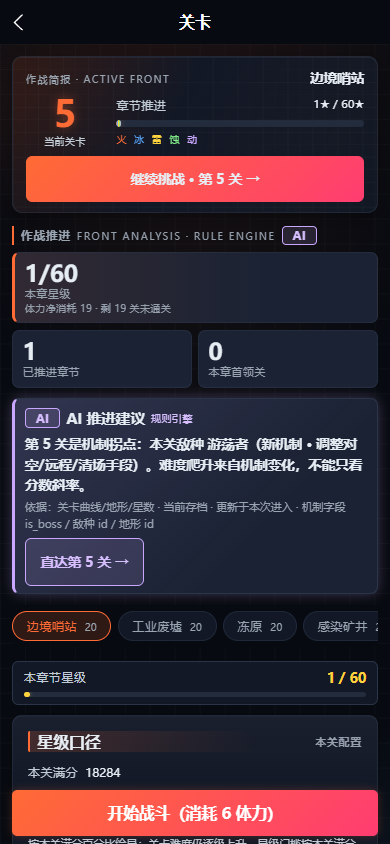 关卡
作战简报 · ACTIVE FRONT
边境哨站
5
当前关卡
章节推进
1★ / 60★
火 冰 雷 蚀 动
继续挑战 • 第 5 关 →
作战推进 FRONT ANALYSIS · RULE ENGINE AI
1/60
本章星级
体力净消耗 19 · 剩 19 关未通关
1
已推进章节
0
本章首领关
AI AI 推进建议 规则引擎
第 5 关是机制拐点：本关敌种 游荡者（新机制 • 调整对
空/远程/清场手段）。难度爬升来自机制变化，不能只看
分数斜率。
依据：关卡曲线/地形/星数 · 当前存档 · 更新于本次进入 · 机制字段
is_boss / 敌种 id / 地形 id
直达第 5 关 →
边境哨站 20
工业废墟 20
冻原 20
感染矿井
本章节星级
1 / 60
星级口径
本关配置
本关满分 18284
开始战斗（消耗 6 体力）